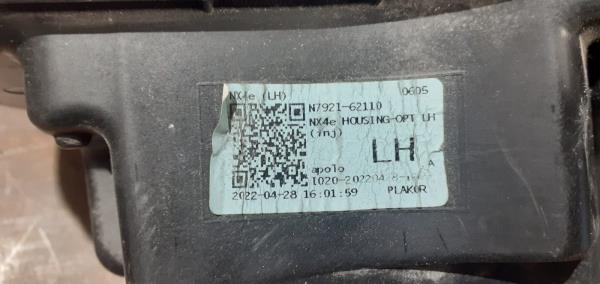 NX4e (LH) 0605
N7921-62110
NX4e HOUSING-OPT LH
(inj)
LH A
apolo
2022-04-28 16:01:59 PLAKOR